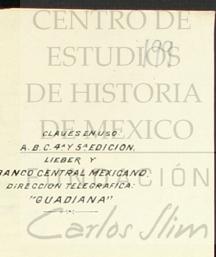 CENTRO DE
ESTUDIOS
DE HISTORIA
DE MEXICO
CLAVES EN USO
A.B.C. 4ª Y 5ª EDICION,
LIEBER Y
BANCO CENTRAL MEXICANO.
DIRECCION TELEGRAFICA:
"GUADIANA"
FUNDACIÓN
Carlos Slim